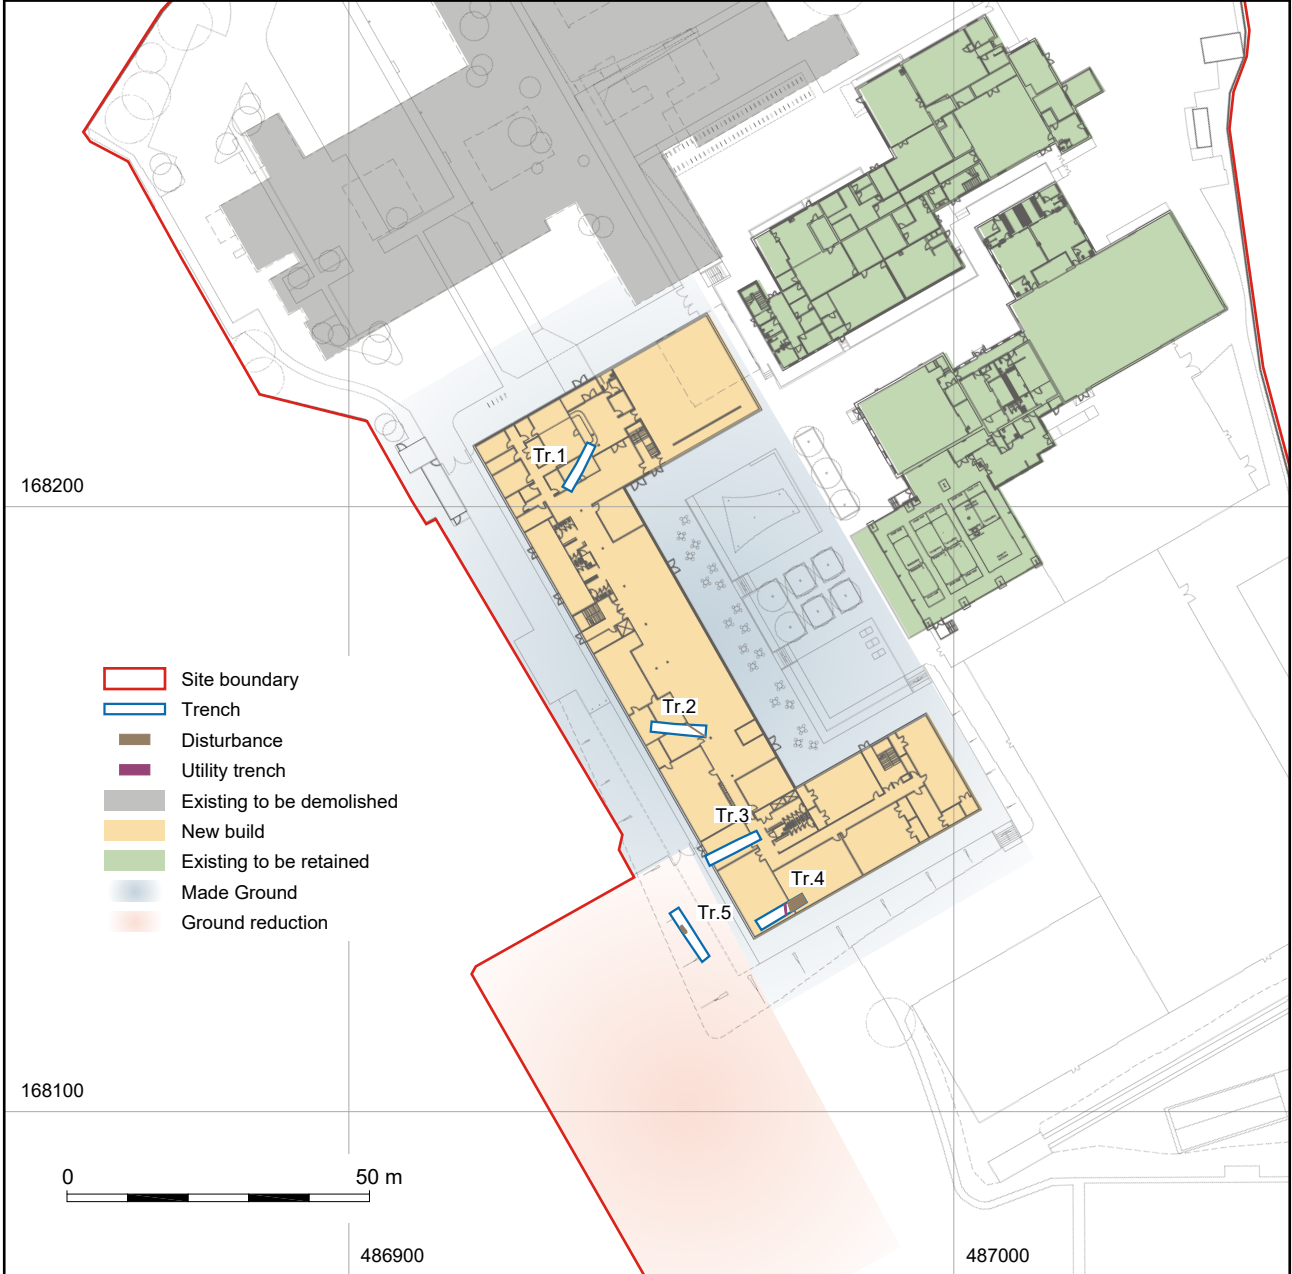 Tr.1
168200
Site boundary
Trench
Disturbance
Utility trench
Existing to be demolished
New build
Existing to be retained
Made Ground
Ground reduction
Tr.2
Tr.3
Tr.4
Tr.5
168100
0 50 m
486900
487000